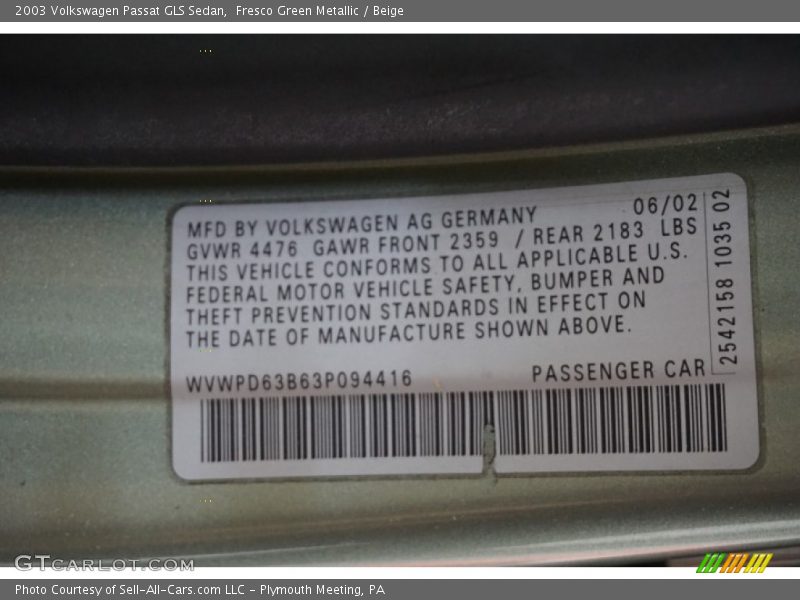 2003 Volkswagen Passat GLS Sedan,  Fresco Green Metallic / Beige
MFD BY VOLKSWAGEN AG GERMANY 06/02
GVWR 4476 GAWR FRONT 2359 / REAR 2183 LBS
THIS VEHICLE CONFORMS TO ALL APPLICABLE U.S.
FEDERAL MOTOR VEHICLE SAFETY, BUMPER AND
THEFT PREVENTION STANDARDS IN EFFECT ON
THE DATE OF MANUFACTURE SHOWN ABOVE.
WVWPD63B63P094416 PASSENGER CAR
2542158 1035 02
GTCARLOT.COM
Photo Courtesy of Sell-All-Cars.com LLC - Plymouth Meeting, PA